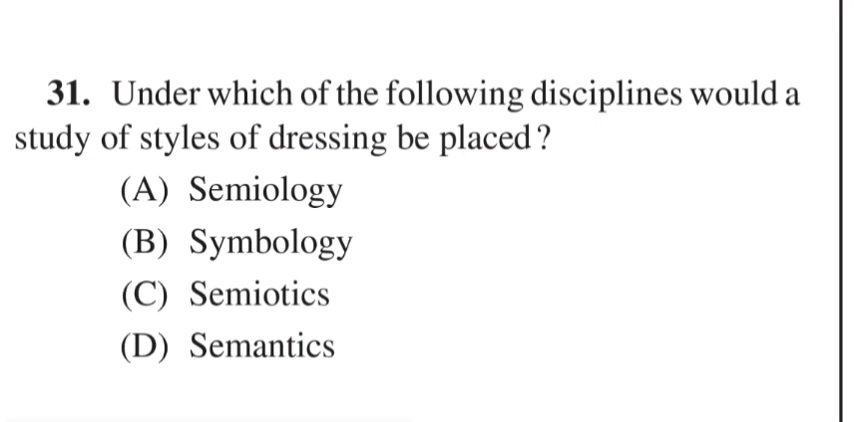 31. Under which of the following disciplines would a
study of styles of dressing be placed?
(A) Semiology
(B) Symbology
(C) Semiotics
(D) Semantics